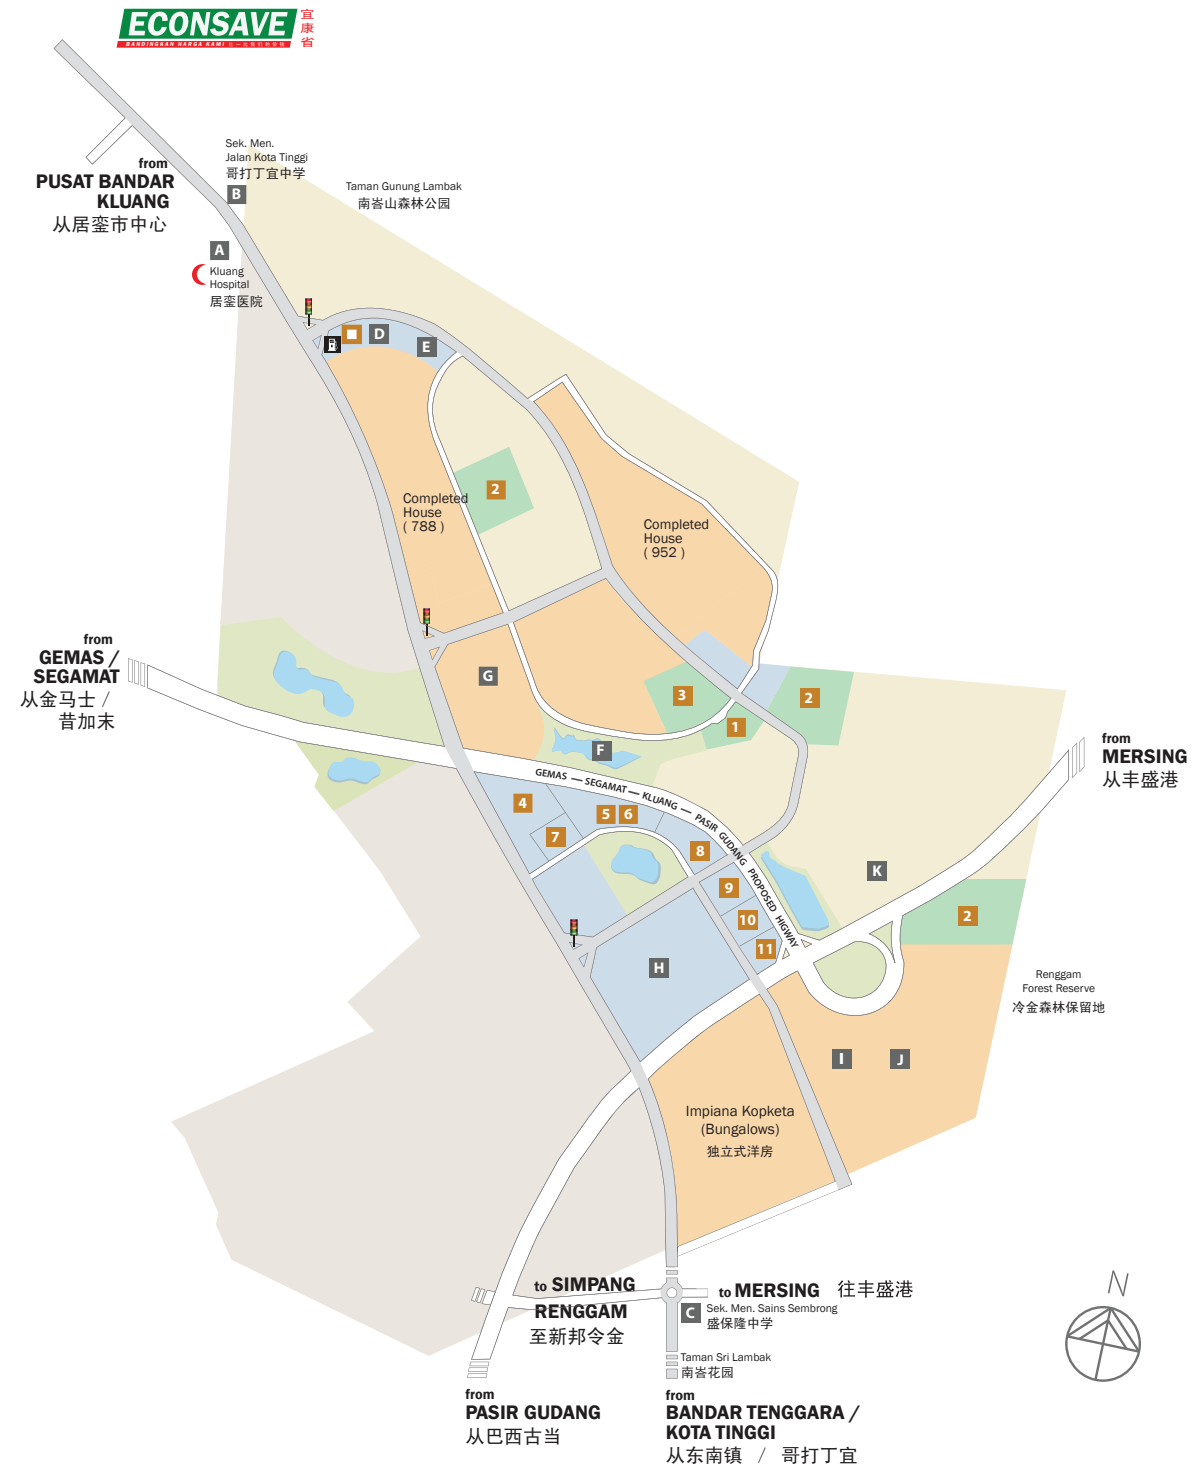 ECONSAVE
宜康省
BANDINGKAN HARGA KAMI
Sek. Men.
Jalan Kota Tinggi
哥打丁宜中学
B
Taman Gunung Lambak
南峇山森林公园
from
PUSAT BANDAR
KLUANG
从居銮市中心
A
Kluang
Hospital
居銮医院
D
E
2
Completed
House
( 788 )
Completed
House
( 952 )
from
GEMAS /
SEGAMAT
从金马士 /
昔加末
G
3
2
1
F
from
MERSING
从丰盛港
GEMAS — SEGAMAT — KLUANG — PASIR GUDANG PROPOSED HIGWAY
4
5
6
7
8
K
9
10
2
11
H
Renggam
Forest Reserve
冷金森林保留地
I
J
Impiana Kopketa
(Bungalows)
独立式洋房
to SIMPANG
RENGGAM
至新邦令金
to MERSING 往丰盛港
C
Sek. Men. Sains Sembrong
盛保隆中学
N
Taman Sri Lambak
南峇花园
from
PASIR GUDANG
从巴西古当
from
BANDAR TENGGARA /
KOTA TINGGI
从东南镇 / 哥打丁宜